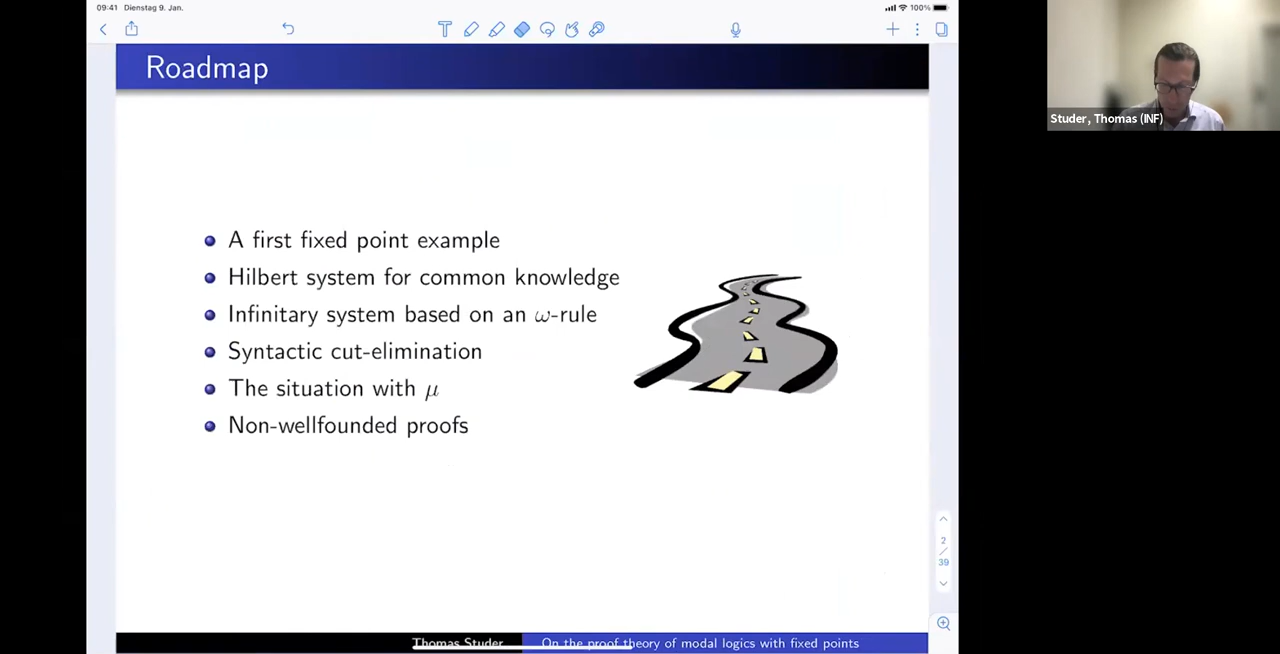 09:41 Dienstag 9. Jan.
100%
Roadmap
Studer, Thomas (INF)
A first fixed point example
Hilbert system for common knowledge
Infinitary system based on an ω-rule
Syntactic cut-elimination
The situation with μ
Non-wellfounded proofs
2
/
39
Thomas Studer On the proof theory of modal logics with fixed points